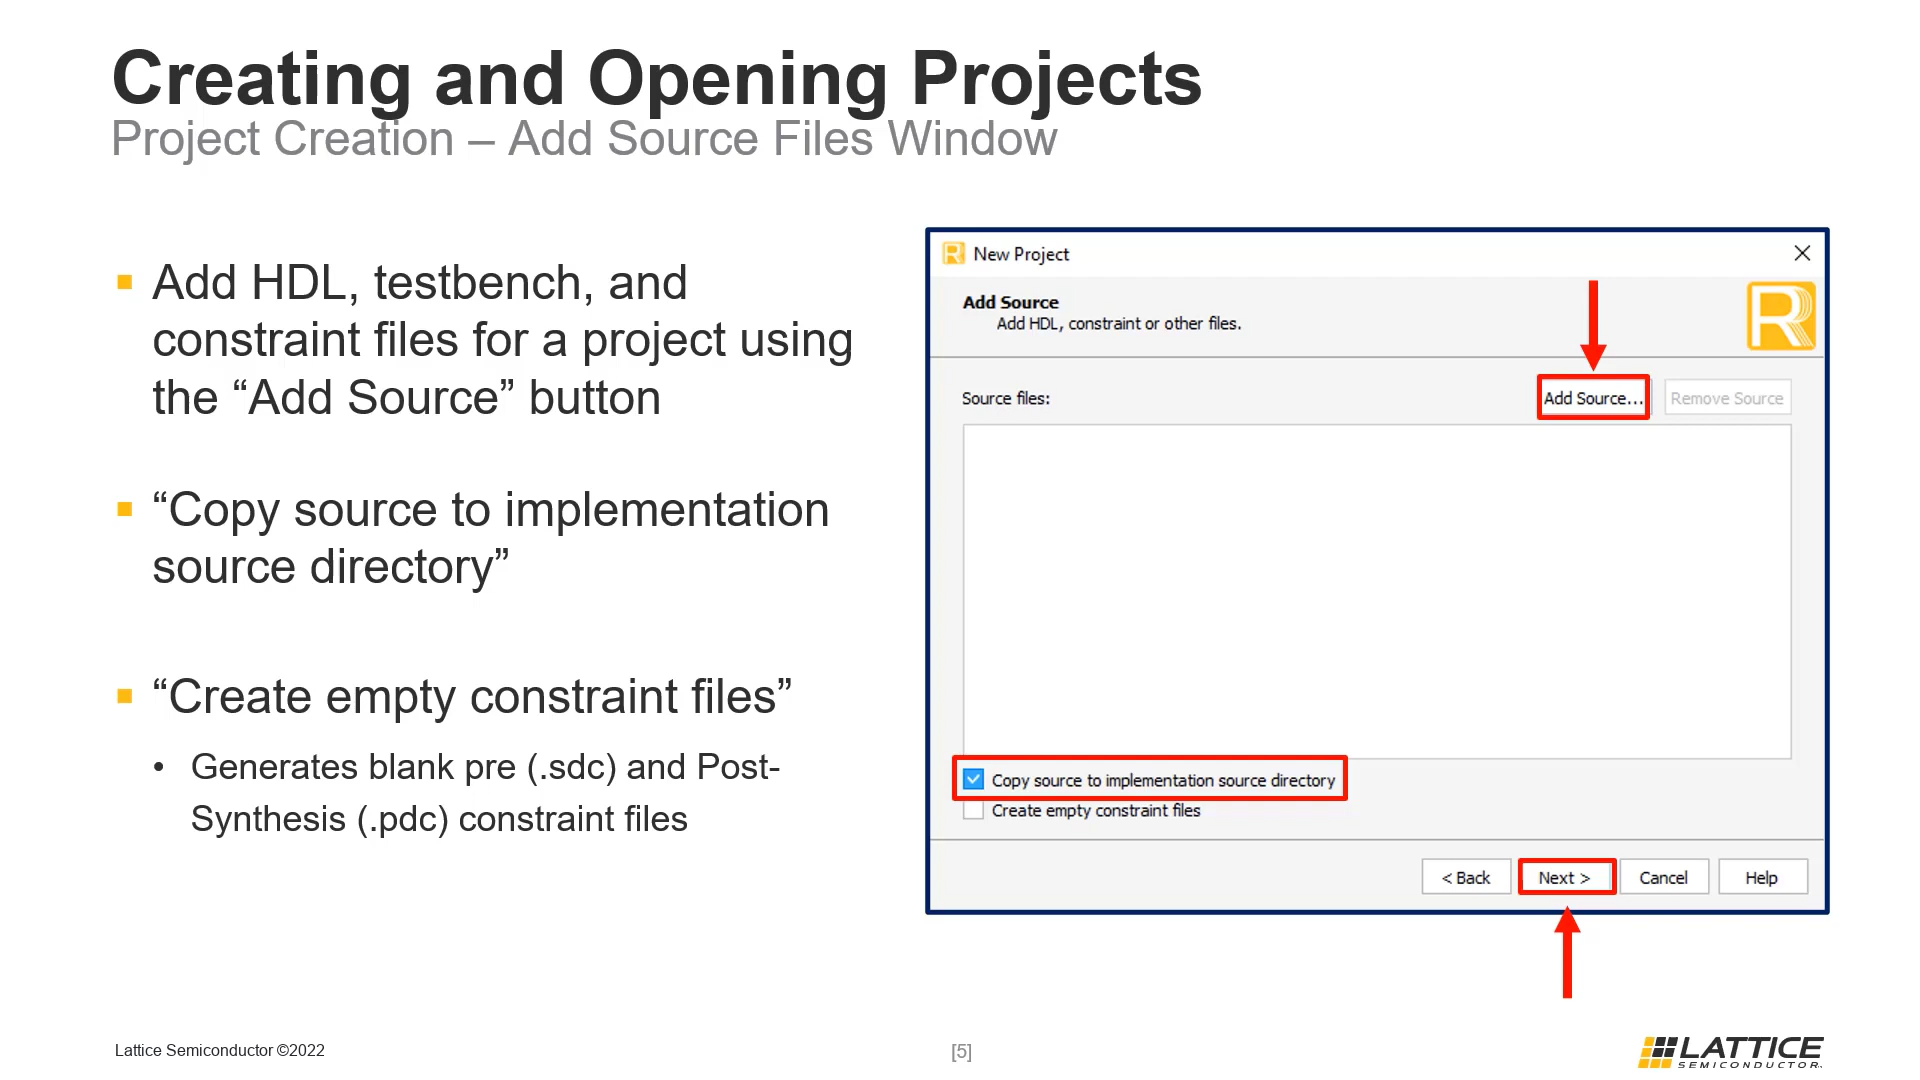 Creating and Opening Projects
Project Creation – Add Source Files Window
▪ Add HDL, testbench, and
constraint files for a project using
the “Add Source” button
▪ “Copy source to implementation
source directory”
▪ “Create empty constraint files”
• Generates blank pre (.sdc) and Post-
Synthesis (.pdc) constraint files
R New Project
Add Source
Add HDL, constraint or other files.
R
Source files:
Add Source...
Remove Source
Copy source to implementation source directory
Create empty constraint files
< Back
Next >
Cancel
Help
Lattice Semiconductor ©2022
[5]
LATTICE
SEMICONDUCTOR